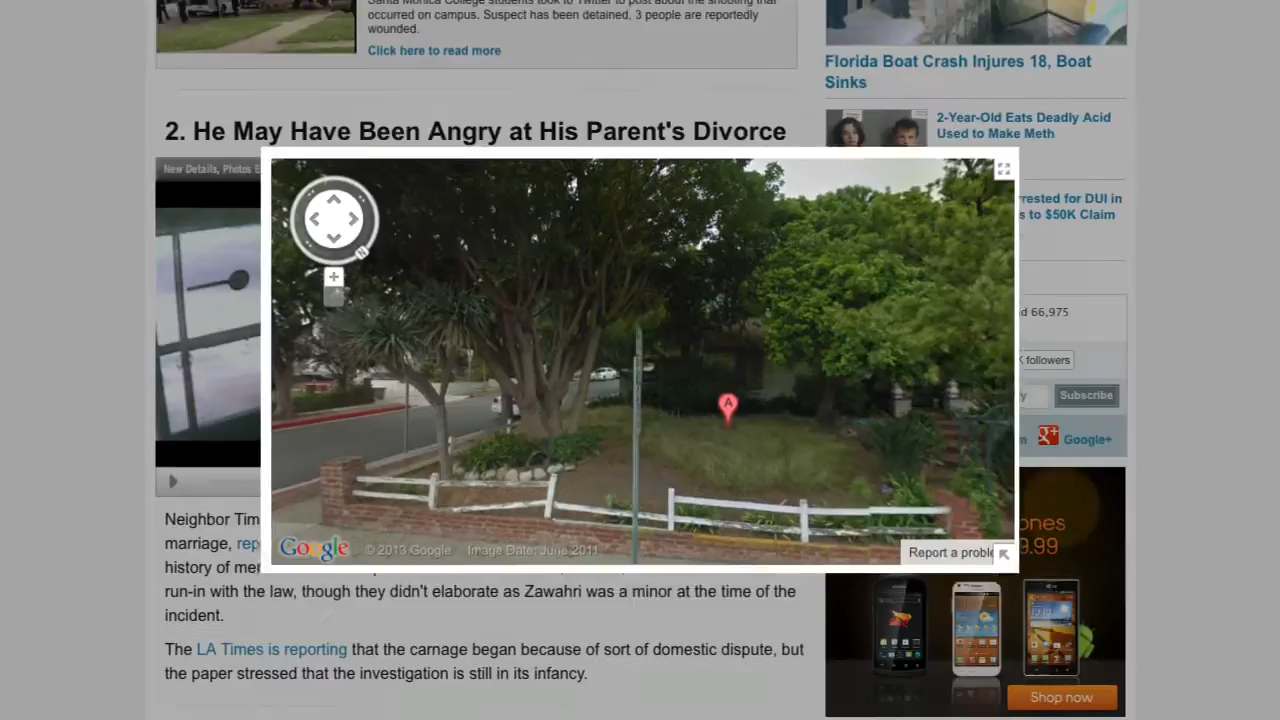 Santa Monica College students took to Twitter to post about the shooting that
occurred on campus. Suspect has been detained, 3 people are reportedly
wounded.
Click here to read more
2. He May Have Been Angry at His Parent's Divorce
New Details, Photos E
Neighbor Tim
marriage, rep
history of me
run-in with the law, though they didn't elaborate as Zawahri was a minor at the time of the
incident.
The LA Times is reporting that the carnage began because of sort of domestic dispute, but
the paper stressed that the investigation is still in its infancy.
N
+
A
Google © 2013 Google Image Date: June 2011
Report a proble
Florida Boat Crash Injures 18, Boat
Sinks
2-Year-Old Eats Deadly Acid
Used to Make Meth
rrested for DUI in
s to $50K Claim
d 66,975
K followers
Subscribe
g+ Google+
ones
9.99
Shop now